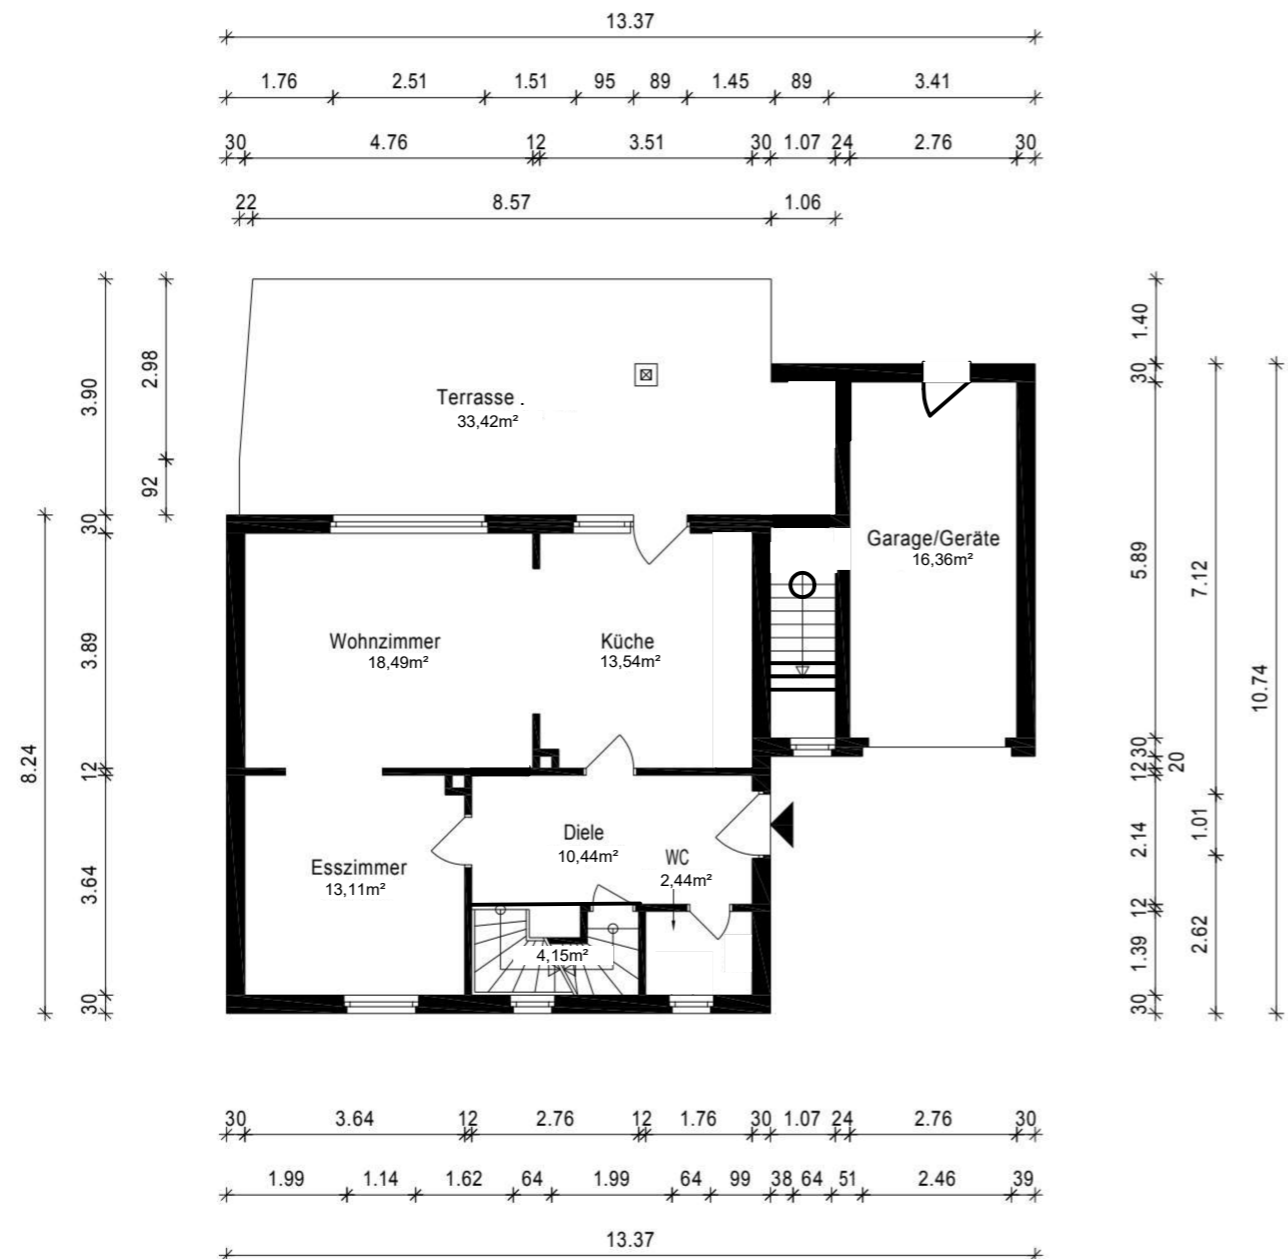 13.37
1.76 2.51 1.51 95 89 1.45 89 3.41
30 4.76 12 3.51 30 1.07 24 2.76 30
22 8.57 1.06
3.90
2.98
92
30
3.89
12
3.64
30
8.24
Terrasse .
33,42m²
Garage/Geräte
16,36m²
Wohnzimmer
18,49m²
Küche
13,54m²
Diele
10,44m²
WC
2,44m²
Esszimmer
13,11m²
4,15m²
1.40
30
5.89
30
20
12
2.14
12
1.39
30
7.12
1.01
2.62
10.74
30 3.64 12 2.76 12 1.76 30 1.07 24 2.76 30
1.99 1.14 1.62 64 1.99 64 99 38 64 51 2.46 39
13.37